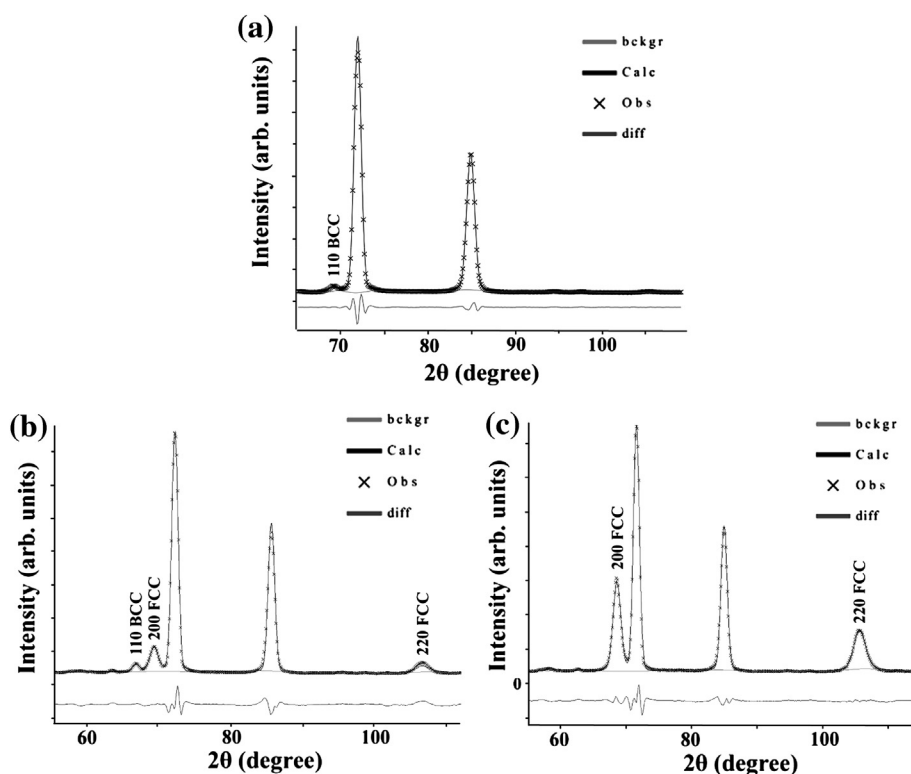 (a)
bckgr
Calc
× Obs
diff
Intensity (arb. units)
110 BCC
70 80 90 100
2θ (degree)
(b)
bckgr
Calc
× Obs
diff
Intensity (arb. units)
110 BCC
200 FCC
220 FCC
60 80 100
2θ (degree)
(c)
bckgr
Calc
× Obs
diff
Intensity (arb. units)
200 FCC
220 FCC
0
60 80 100
2θ (degree)